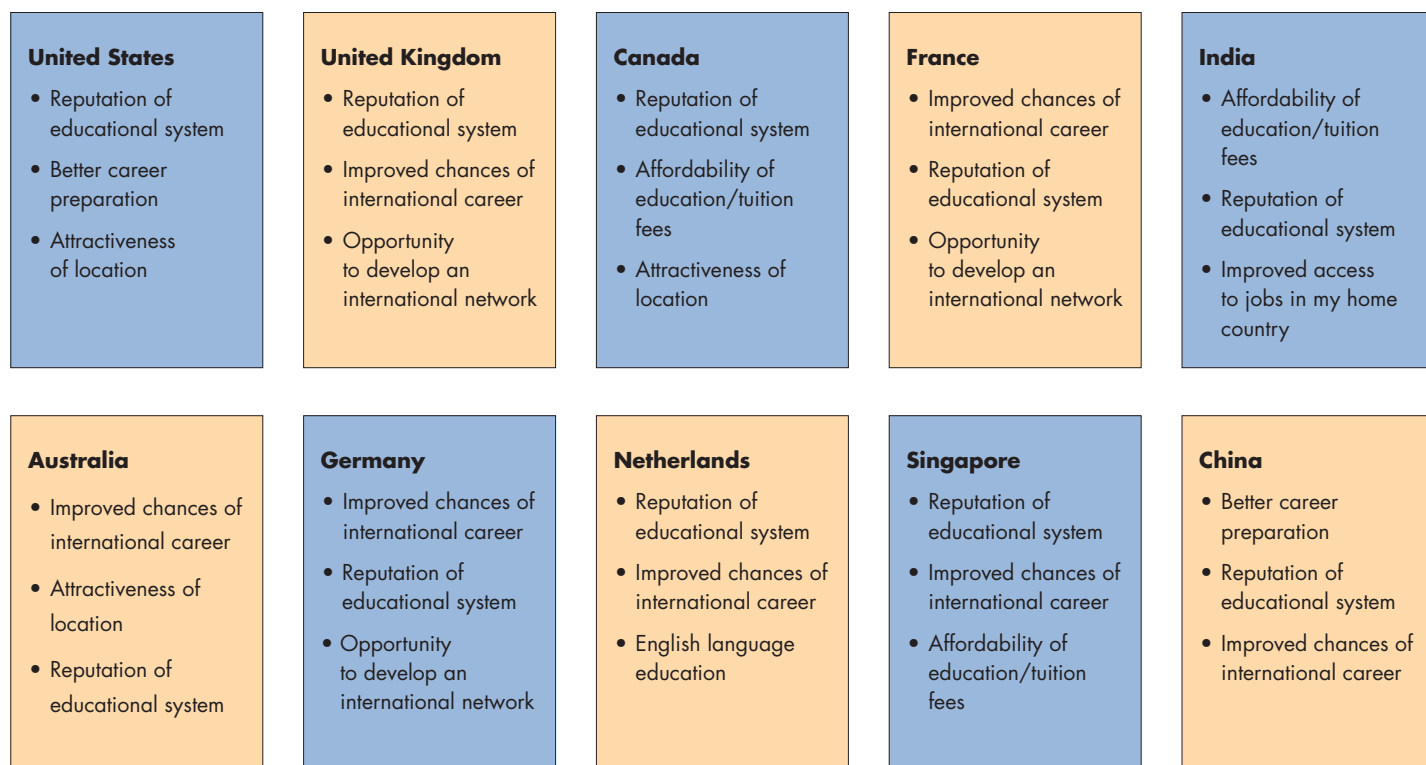 United States
• Reputation of
educational system
• Better career
preparation
• Attractiveness
of location
United Kingdom
• Reputation of
educational system
• Improved chances of
international career
• Opportunity
to develop an
international network
Canada
• Reputation of
educational system
• Affordability of
education/tuition
fees
• Attractiveness of
location
France
• Improved chances of
international career
• Reputation of
educational system
• Opportunity
to develop an
international network
India
• Affordability of
education/tuition
fees
• Reputation of
educational system
• Improved access
to jobs in my home
country
Australia
• Improved chances of
international career
• Attractiveness of
location
• Reputation of
educational system
Germany
• Improved chances of
international career
• Reputation of
educational system
• Opportunity
to develop an
international network
Netherlands
• Reputation of
educational system
• Improved chances of
international career
• English language
education
Singapore
• Reputation of
educational system
• Improved chances of
international career
• Affordability of
education/tuition
fees
China
• Better career
preparation
• Reputation of
educational system
• Improved chances of
international career